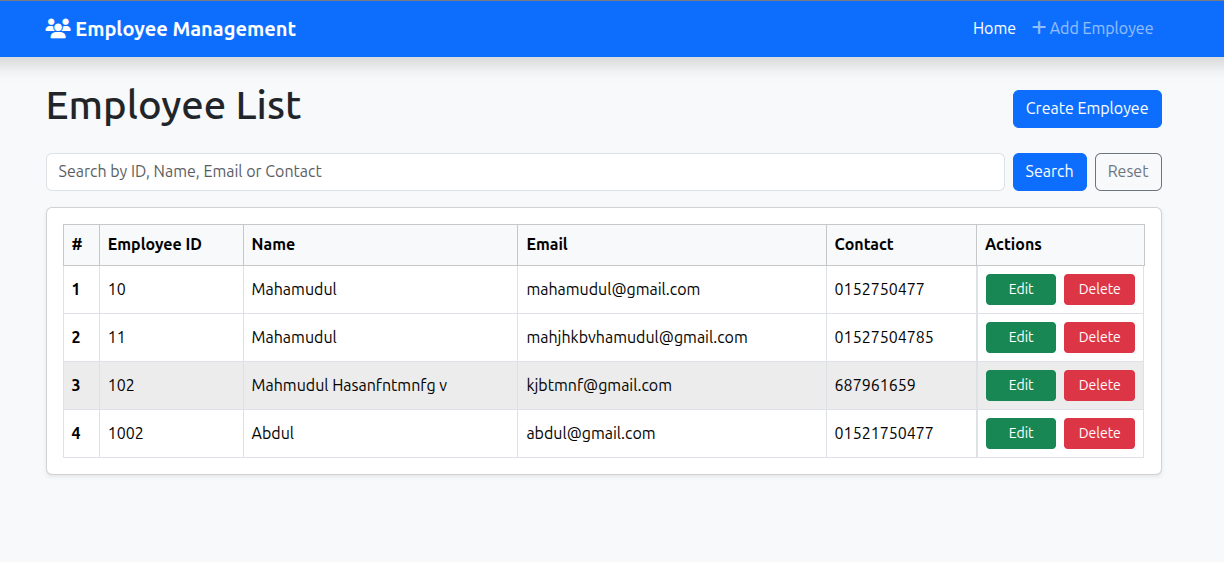 Employee Management Home + Add Employee
Employee List Create Employee
Search by ID, Name, Email or Contact Search Reset
# Employee ID Name Email Contact Actions
1 10 Mahamudul mahamudul@gmail.com 0152750477 Edit Delete
2 11 Mahamudul mahjhkbvhamudul@gmail.com 01527504785 Edit Delete
3 102 Mahmudul Hasanfntmnfg v kjbtmnf@gmail.com 687961659 Edit Delete
4 1002 Abdul abdul@gmail.com 01521750477 Edit Delete